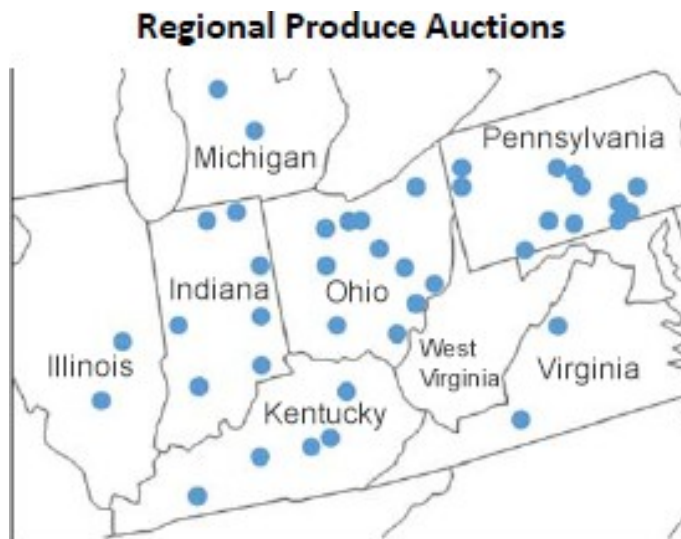 Regional Produce Auctions
Michigan
Pennsylvania
Indiana
Ohio
Illinois
West
Virginia
Virginia
Kentucky